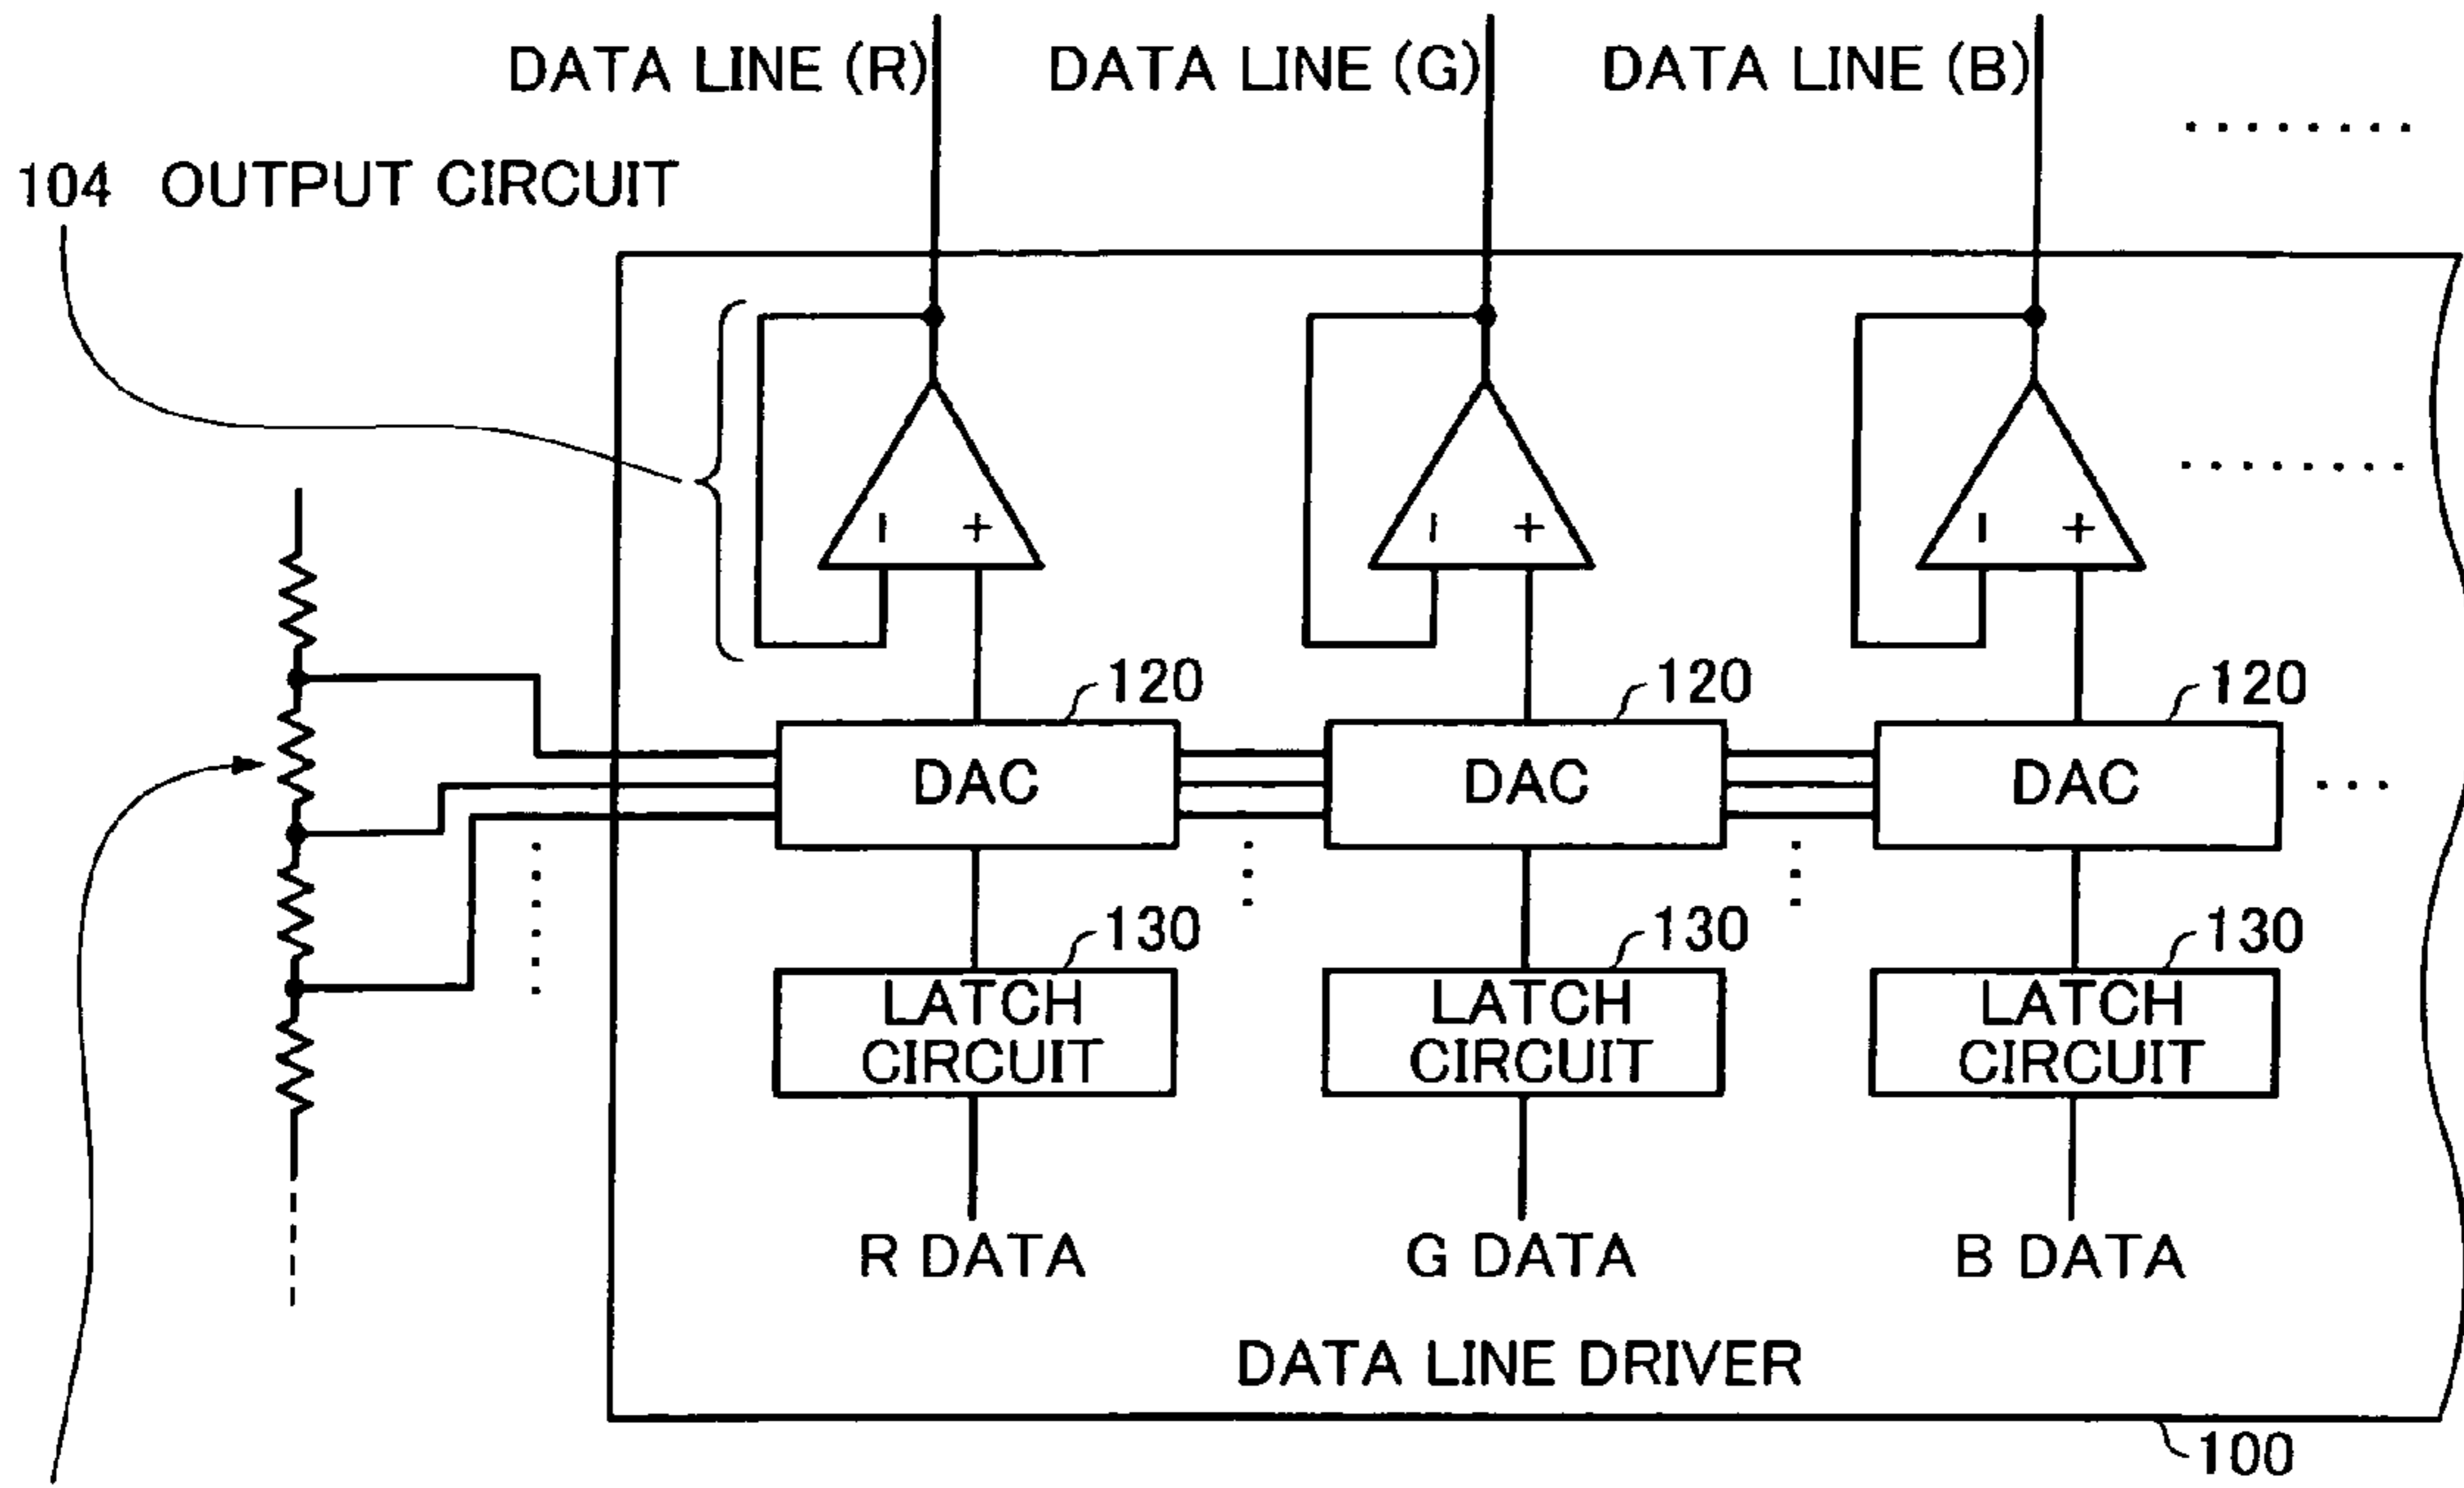 DATA LINE (R) DATA LINE (G) DATA LINE (B)
104 OUTPUT CIRCUIT
− + − + − +
120 120 120
DAC DAC DAC
130 130 130
LATCH CIRCUIT
LATCH CIRCUIT
LATCH CIRCUIT
R DATA G DATA B DATA
DATA LINE DRIVER
100